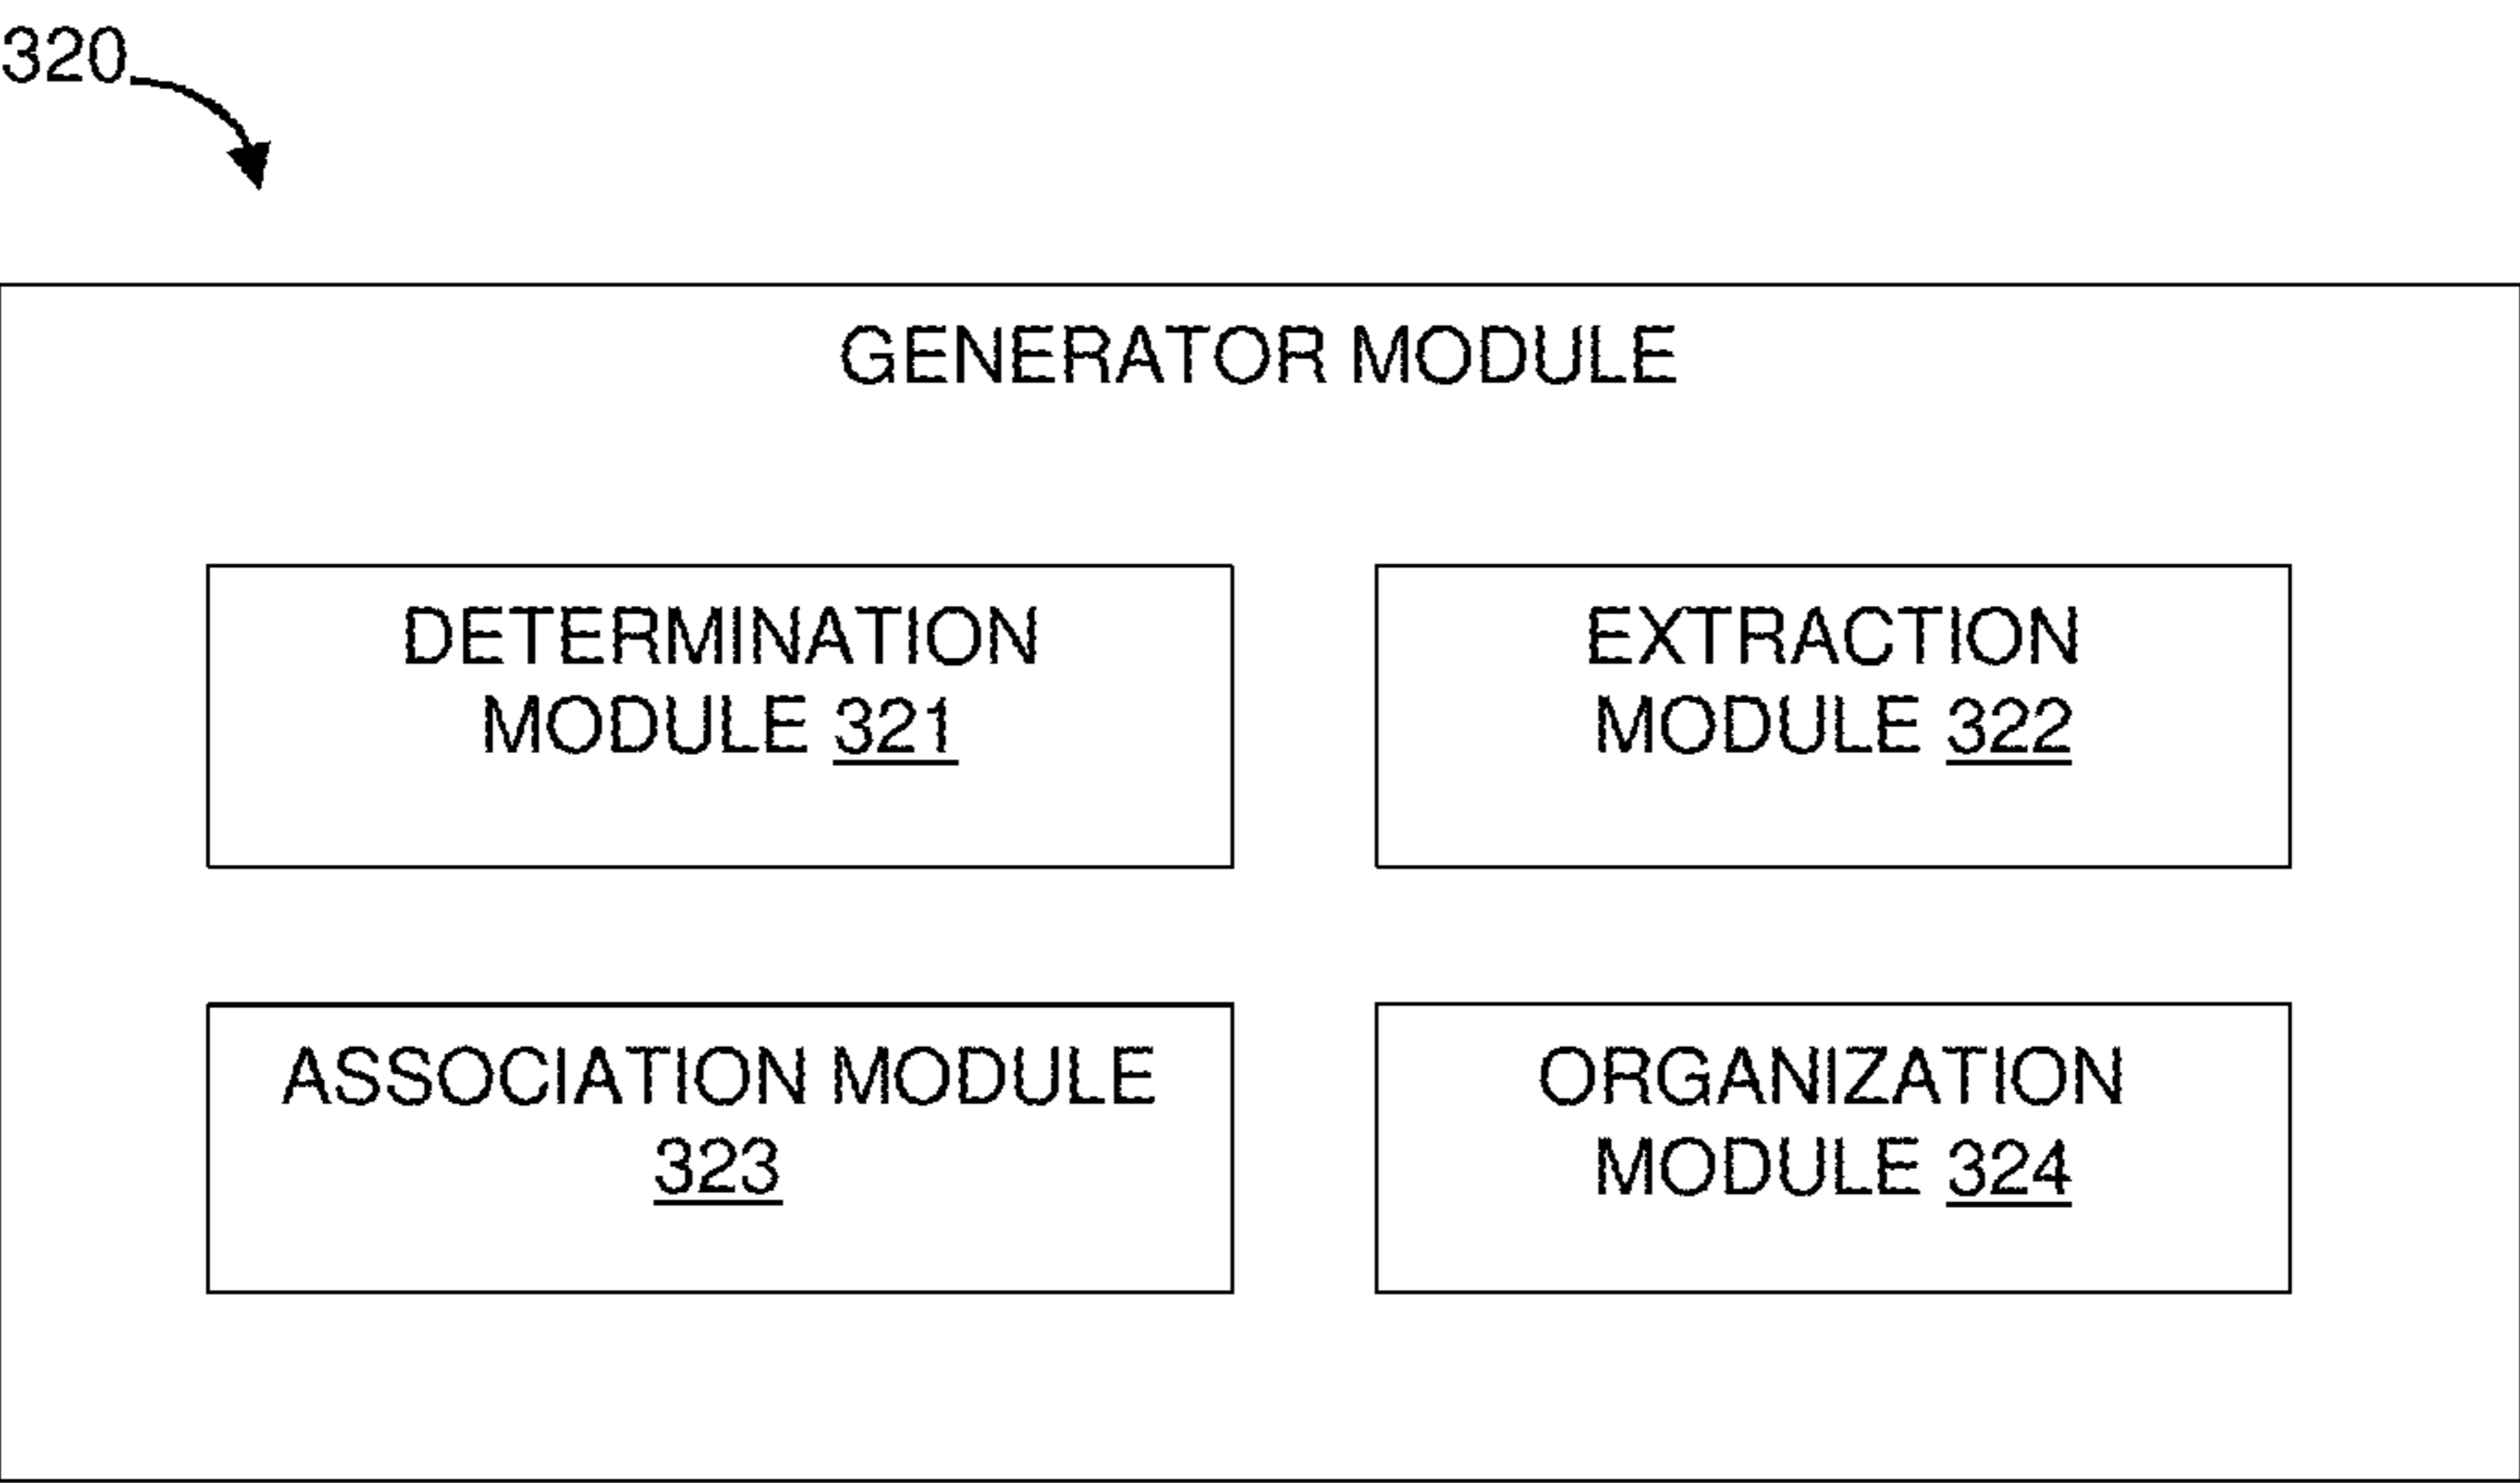 320
GENERATOR MODULE
DETERMINATION
MODULE 321
EXTRACTION
MODULE 322
ASSOCIATION MODULE
323
ORGANIZATION
MODULE 324